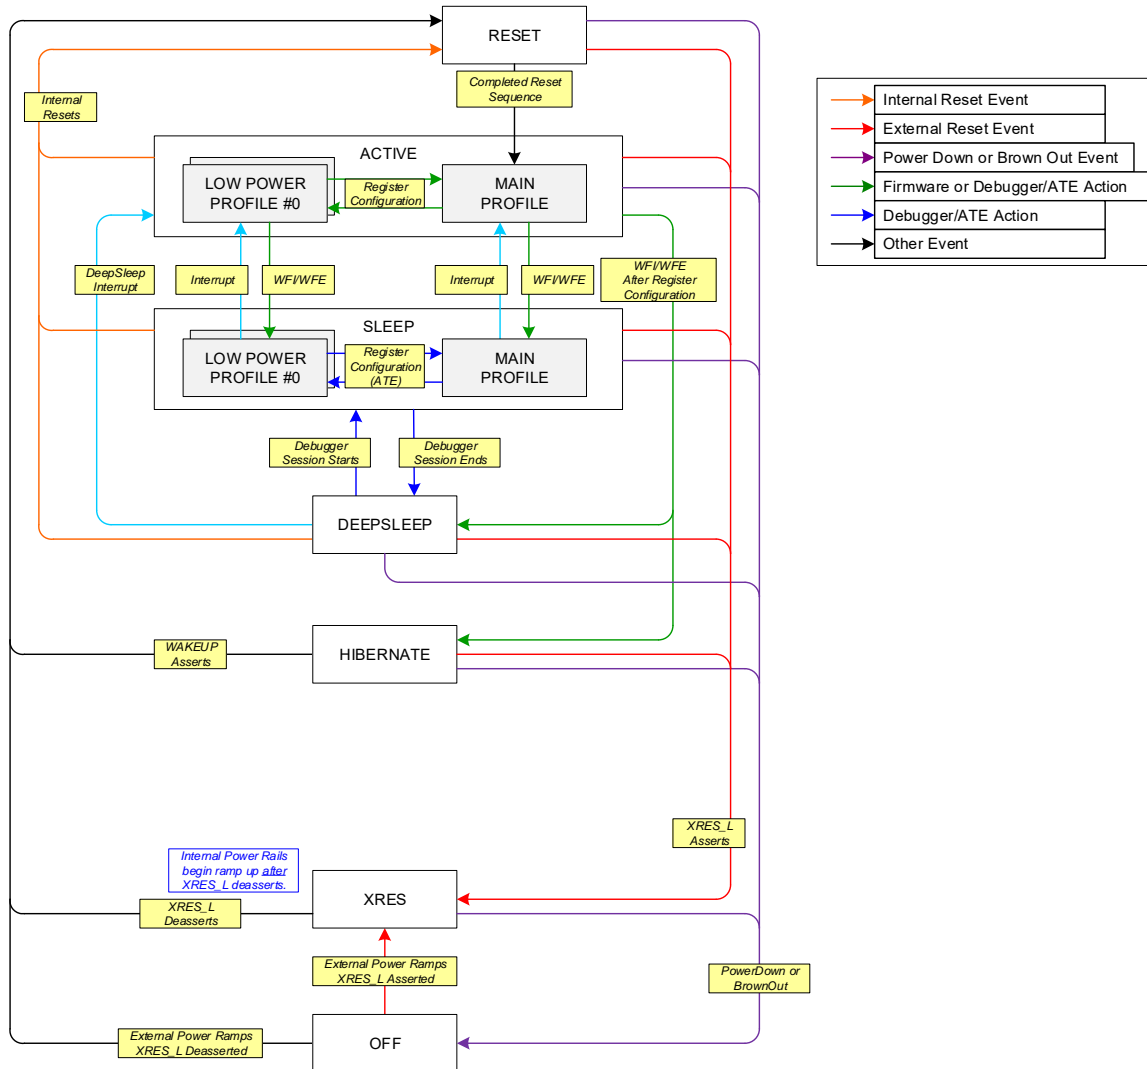 RESET
Completed Reset
Sequence
Internal
Resets
Internal Reset Event
External Reset Event
Power Down or Brown Out Event
Firmware or Debugger/ATE Action
Debugger/ATE Action
Other Event
ACTIVE
LOW POWER
PROFILE #0
Register
Configuration
MAIN
PROFILE
DeepSleep
Interrupt
Interrupt
WFI/WFE
Interrupt
WFI/WFE
WFI/WFE
After Register
Configuration
SLEEP
LOW POWER
PROFILE #0
Register
Configuration
(ATE)
MAIN
PROFILE
Debugger
Session Starts
Debugger
Session Ends
DEEPSLEEP
WAKEUP
Asserts
HIBERNATE
XRES_L
Asserts
Internal Power Rails
begin ramp up after
XRES_L deasserts.
XRES_L
Deasserts
XRES
External Power Ramps
XRES_L Asserted
PowerDown or
BrownOut
External Power Ramps
XRES_L Deasserted
OFF